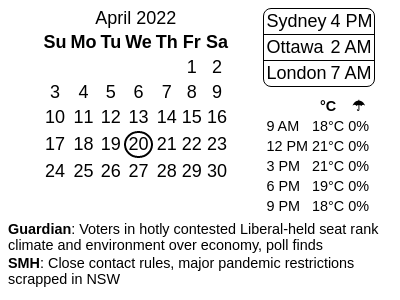 April 2022
Su Mo Tu We Th Fr Sa
1 2
3 4 5 6 7 8 9
10 11 12 13 14 15 16
17 18 19 20 21 22 23
24 25 26 27 28 29 30
Sydney 4 PM
Ottawa 2 AM
London 7 AM
°C ☂
9 AM 18°C 0%
12 PM 21°C 0%
3 PM 21°C 0%
6 PM 19°C 0%
9 PM 18°C 0%
Guardian: Voters in hotly contested Liberal-held seat rank
climate and environment over economy, poll finds
SMH: Close contact rules, major pandemic restrictions
scrapped in NSW